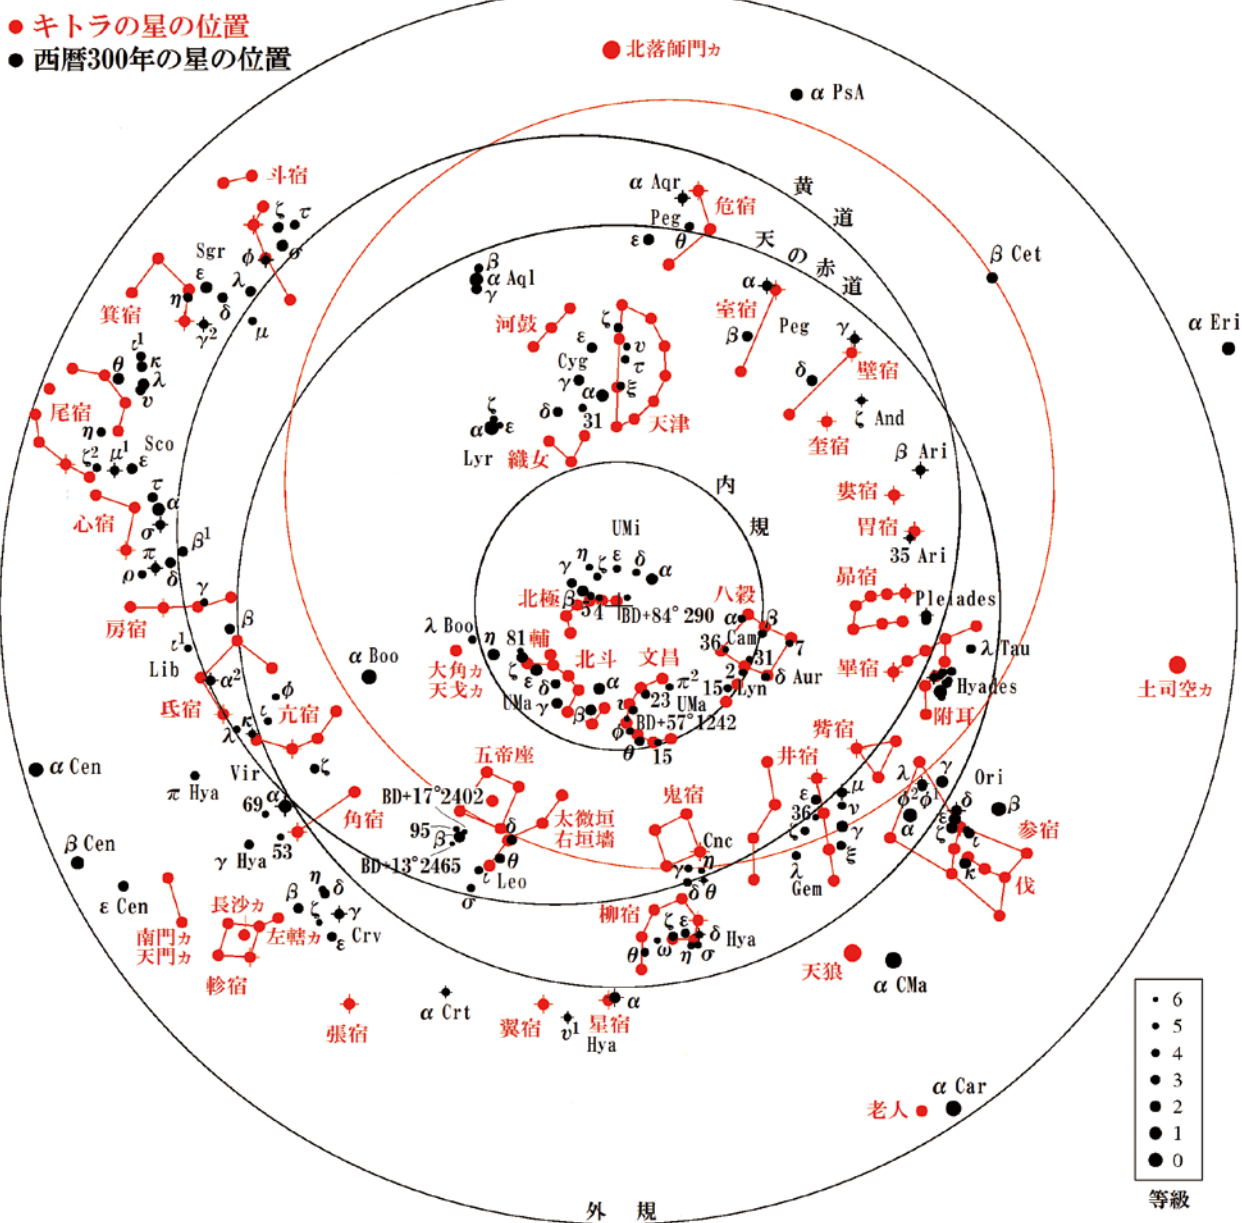 キトラの星の位置
西暦300年の星の位置
北落師門カ
α PsA
斗宿
ζ
τ
Sgr
φ
σ
λ
ε
η
δ
γ²
μ
箕宿
α Aqr
危宿
Peg
ε
θ
黄
道
天
の
赤
道
β Cet
α Eri
β
α Aql
γ
河鼓
ζ
ε
υ
Cyg
τ
γ
α
ξ
δ
31
天津
ζ
α
ε
Lyr
織女
α
室宿
β
Peg
γ
壁宿
δ
ζ And
奎宿
β Ari
婁宿
胃宿
35 Ari
昴宿
Pleiades
ι¹
κ
θ
λ
υ
尾宿
η
Sco
ζ²
μ¹
ε
τ
α
心宿
σ
β¹
π
ρ
δ
γ
房宿
β
ι¹
Lib
α²
氐宿
φ
ι
κ
λ
亢宿
ζ
内
規
UMi
η
ε
δ
γ
ζ
α
北極
β
54
BD+84°290
八穀
α
β
36
Cam
7
31
2
15
Lyn
δ Aur
λ Boo
η
81
輔
大角カ
天戈カ
ζ
ε
δ
UMa
γ
β
α
北斗
文昌
π²
23
UMa
υ
BD+57°1242
φ
θ
15
α Boo
畢宿
λ Tau
Hyades
附耳
土司空カ
觜宿
α Cen
π Hya
Vir
69
α
角宿
53
γ Hya
β Cen
ε Cen
五帝座
BD+17°2402
95
β
BD+13°2465
δ
θ
ι Leo
σ
太微垣
右垣墻
鬼宿
Cnc
η
γ
δ
θ
井宿
ε
36
μ
ν
ζ
γ
λ
ξ
Gem
λ
γ
Ori
φ²
φ¹
δ
β
α
ε
ζ
ι
κ
参宿
伐
南門カ
天門カ
長沙カ
左轄カ
軫宿
β
δ
ζ
γ
ε Crv
柳宿
ζ
ε
δ Hya
θ
ω
η
σ
天狼
α CMa
張宿
α Crt
翼宿
υ¹
星宿
α
Hya
老人
α Car
6
5
4
3
2
1
0
等級
外 規